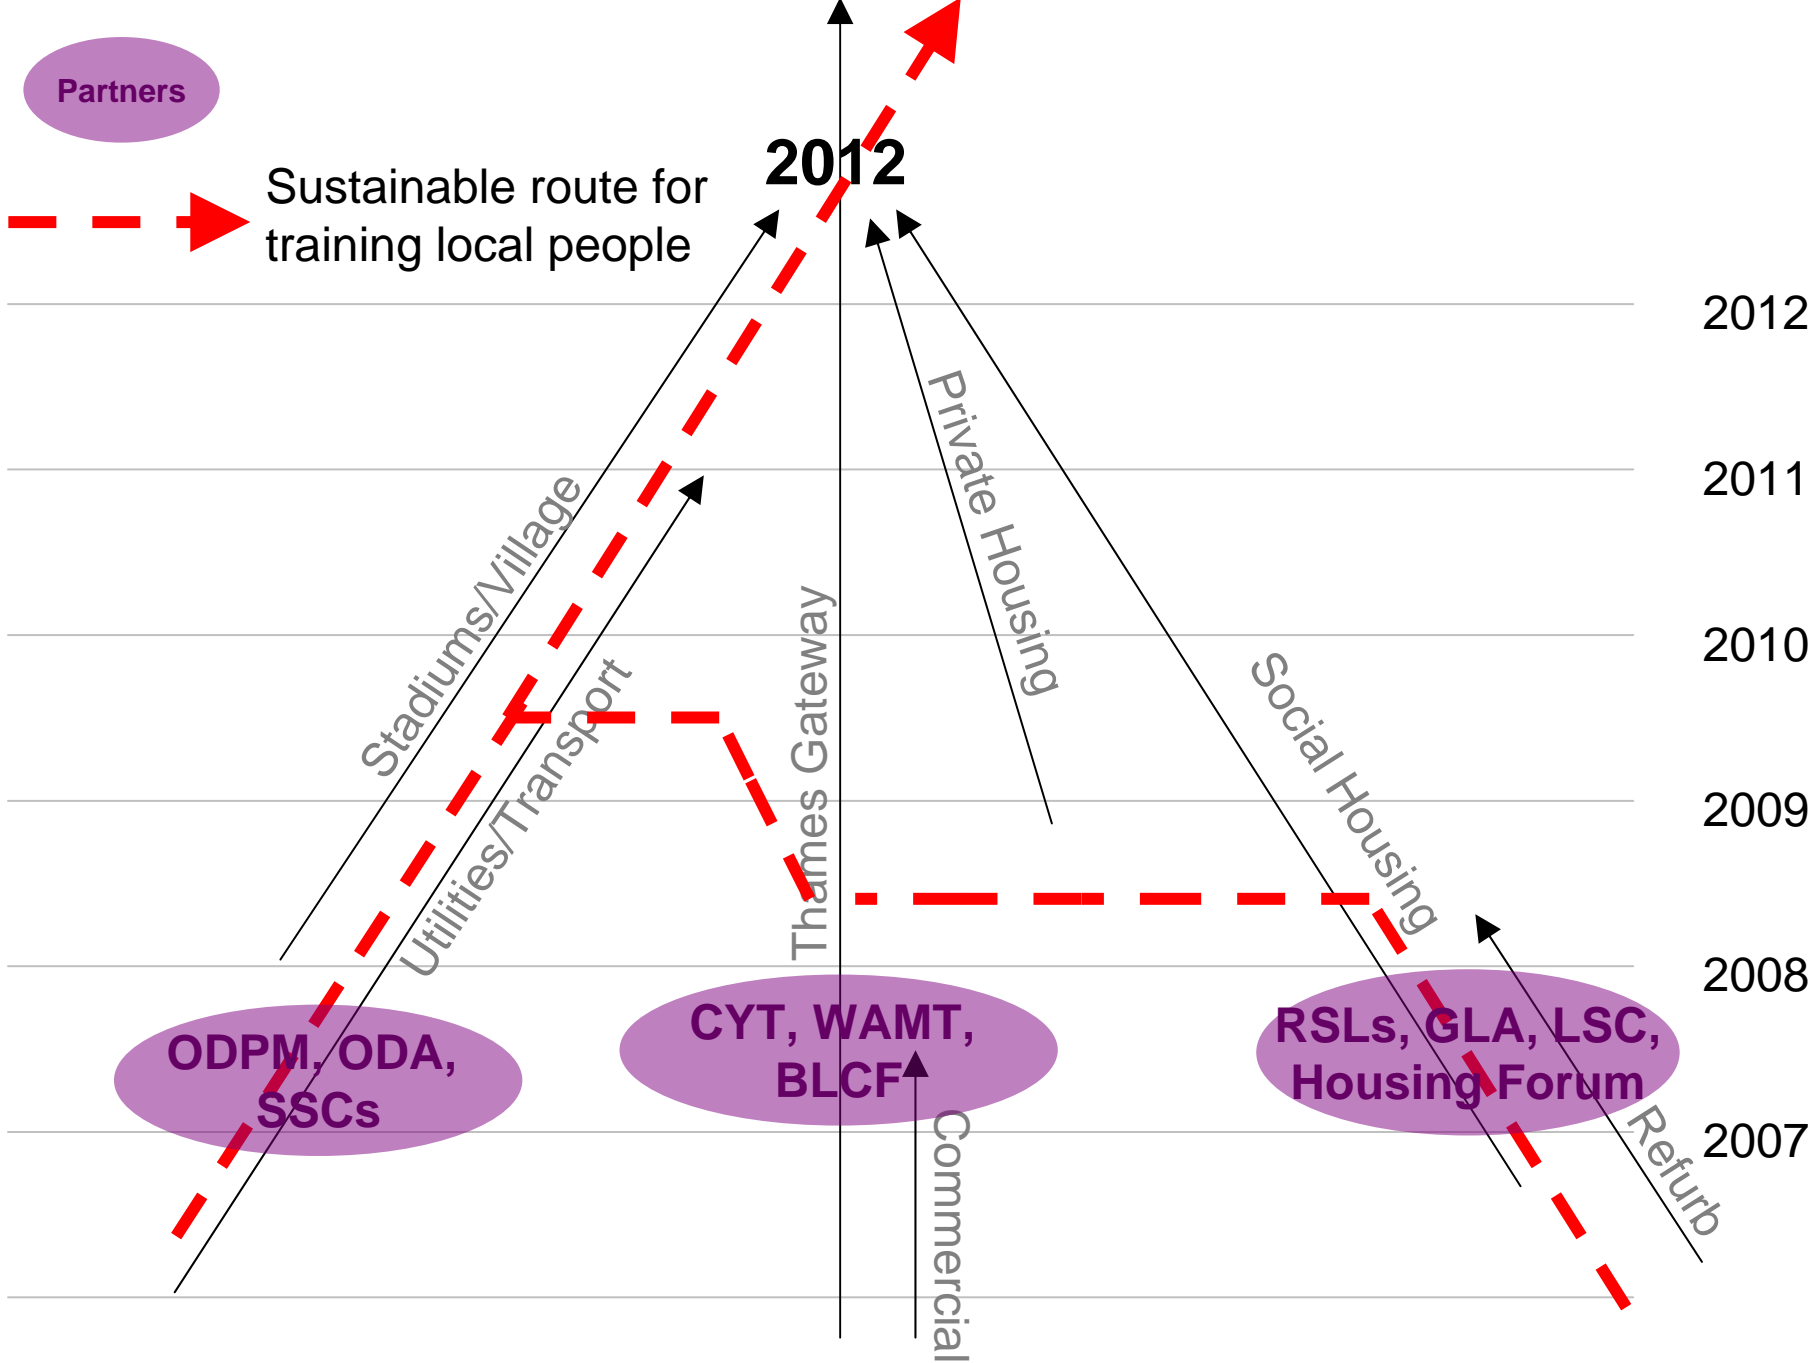 Partners
2012
Sustainable route for
training local people
2012
Private Housing
2011
Stadiums/Village
Thames Gateway
2010
Utilities/Transport
Social Housing
2009
2008
CYT, WAMT,
BLCF
RSLs, GLA, LSC,
Housing Forum
ODPM, ODA,
SSCs
2007
Commercial
Refurb